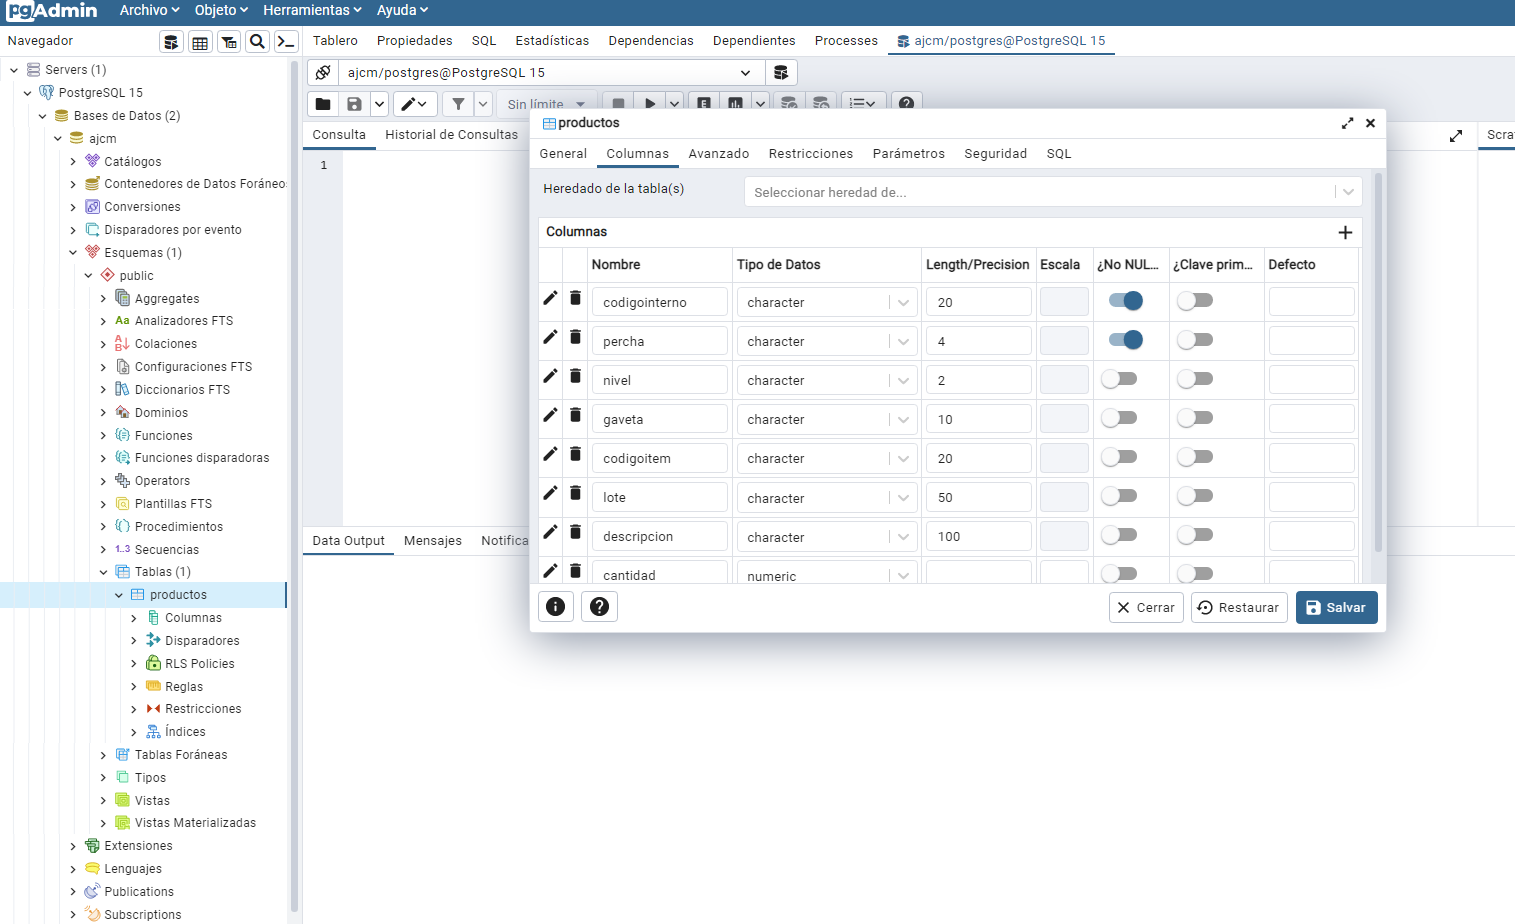 pgAdmin Archivo Objeto Herramientas Ayuda
Navegador
Tablero Propiedades SQL Estadísticas Dependencias Dependientes Processes ajcm/postgres@PostgreSQL 15
ajcm/postgres@PostgreSQL 15
Sin límite
E
Consulta Historial de Consultas
Scra
1
Servers (1)
PostgreSQL 15
Bases de Datos (2)
ajcm
Catálogos
Contenedores de Datos Foráneo
Conversiones
Disparadores por evento
Esquemas (1)
public
Aggregates
Aa Analizadores FTS
Colaciones
Configuraciones FTS
Diccionarios FTS
Dominios
Funciones
Funciones disparadoras
Operators
Plantillas FTS
Procedimientos
1..3 Secuencias
Tablas (1)
productos
Columnas
Disparadores
RLS Policies
Reglas
Restricciones
Índices
Tablas Foráneas
Tipos
Vistas
Vistas Materializadas
Extensiones
Lenguajes
Publications
Subscriptions
Data Output Mensajes Notifica
productos
General Columnas Avanzado Restricciones Parámetros Seguridad SQL
Heredado de la tabla(s) Seleccionar heredad de...
Columnas
Nombre Tipo de Datos Length/Precision Escala ¿No NUL... ¿Clave prim... Defecto
codigointerno character 20
percha character 4
nivel character 2
gaveta character 10
codigoitem character 20
lote character 50
descripcion character 100
cantidad numeric
Cerrar Restaurar Salvar